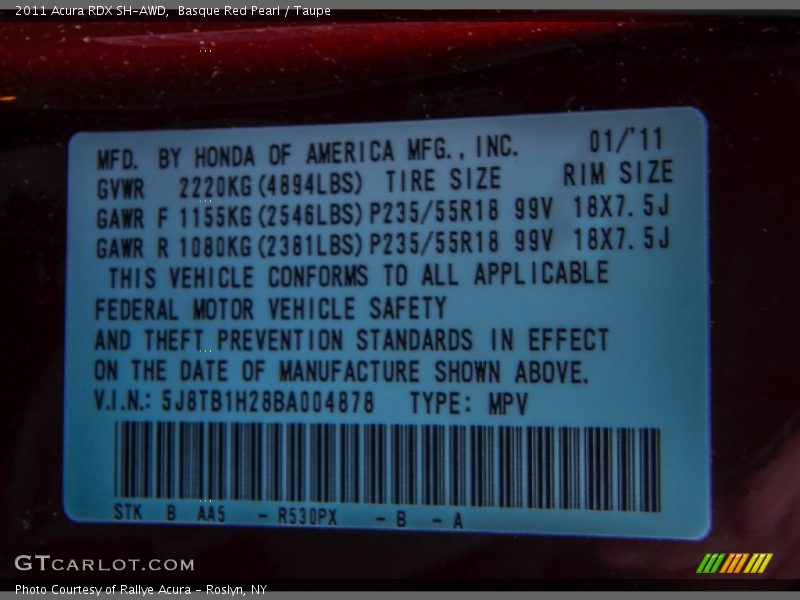 2011 Acura RDX SH-AWD, Basque Red Pearl / Taupe
MFD. BY HONDA OF AMERICA MFG., INC. 01/'11
GVWR 2220KG(4894LBS) TIRE SIZE RIM SIZE
GAWR F 1155KG(2546LBS) P235/55R18 99V 18X7.5J
GAWR R 1080KG(2381LBS) P235/55R18 99V 18X7.5J
THIS VEHICLE CONFORMS TO ALL APPLICABLE
FEDERAL MOTOR VEHICLE SAFETY
AND THEFT PREVENTION STANDARDS IN EFFECT
ON THE DATE OF MANUFACTURE SHOWN ABOVE.
V.I.N.: 5J8TB1H28BA004878 TYPE: MPV
STK B AA5 - R530PX - B - A
GTCARLOT.COM
Photo Courtesy of Rallye Acura - Roslyn, NY